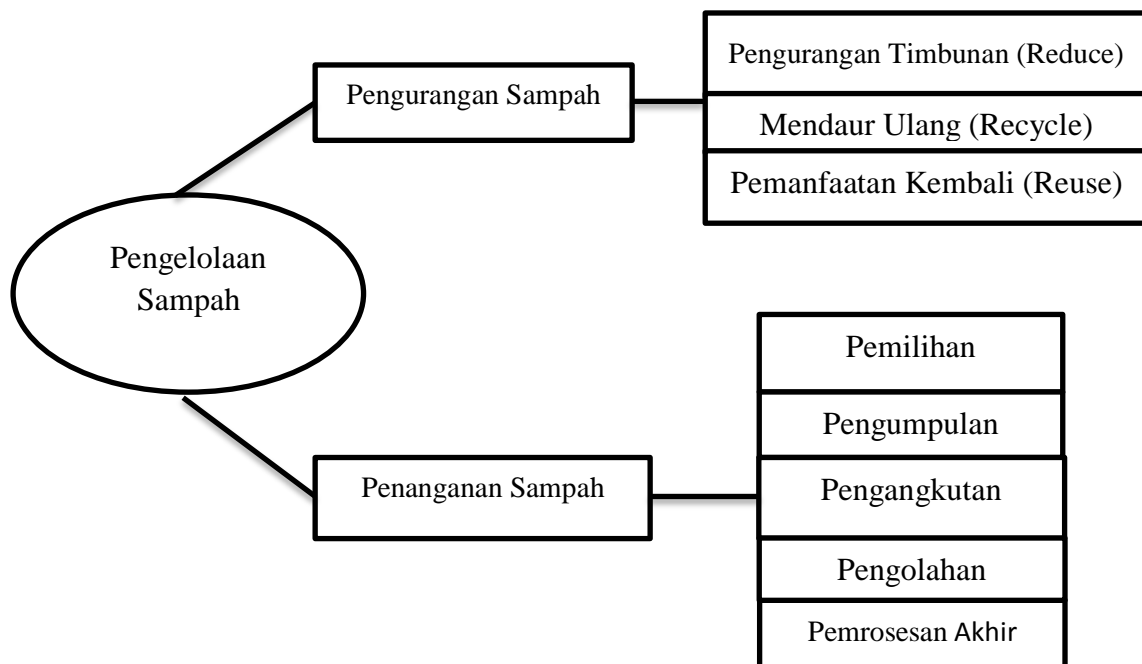 Pengelolaan
Sampah
Pengurangan Sampah
Pengurangan Timbunan (Reduce)
Mendaur Ulang (Recycle)
Pemanfaatan Kembali (Reuse)
Penanganan Sampah
Pemilihan
Pengumpulan
Pengangkutan
Pengolahan
Pemrosesan Akhir